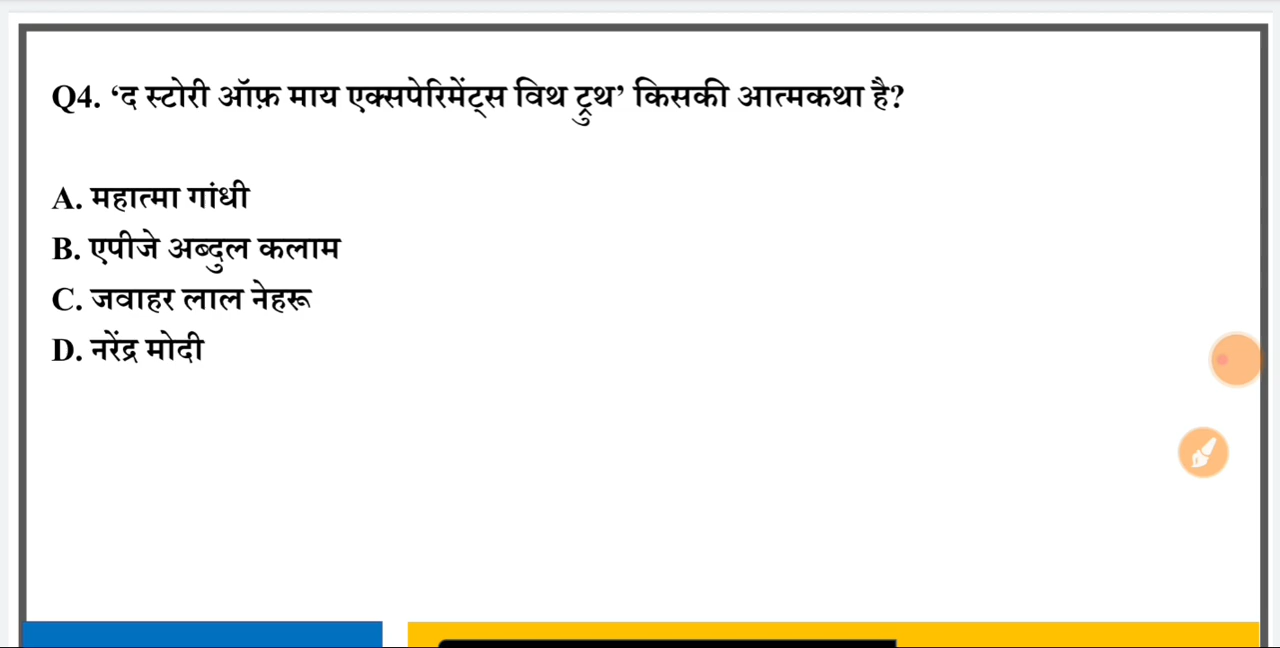 Q4. ‘द स्टोरी ऑफ़ माय एक्सपेरिमेंट्स विथ ट्रुथ’ किसकी आत्मकथा है?
A. महात्मा गांधी
B. एपीजे अब्दुल कलाम
C. जवाहर लाल नेहरू
D. नरेंद्र मोदी